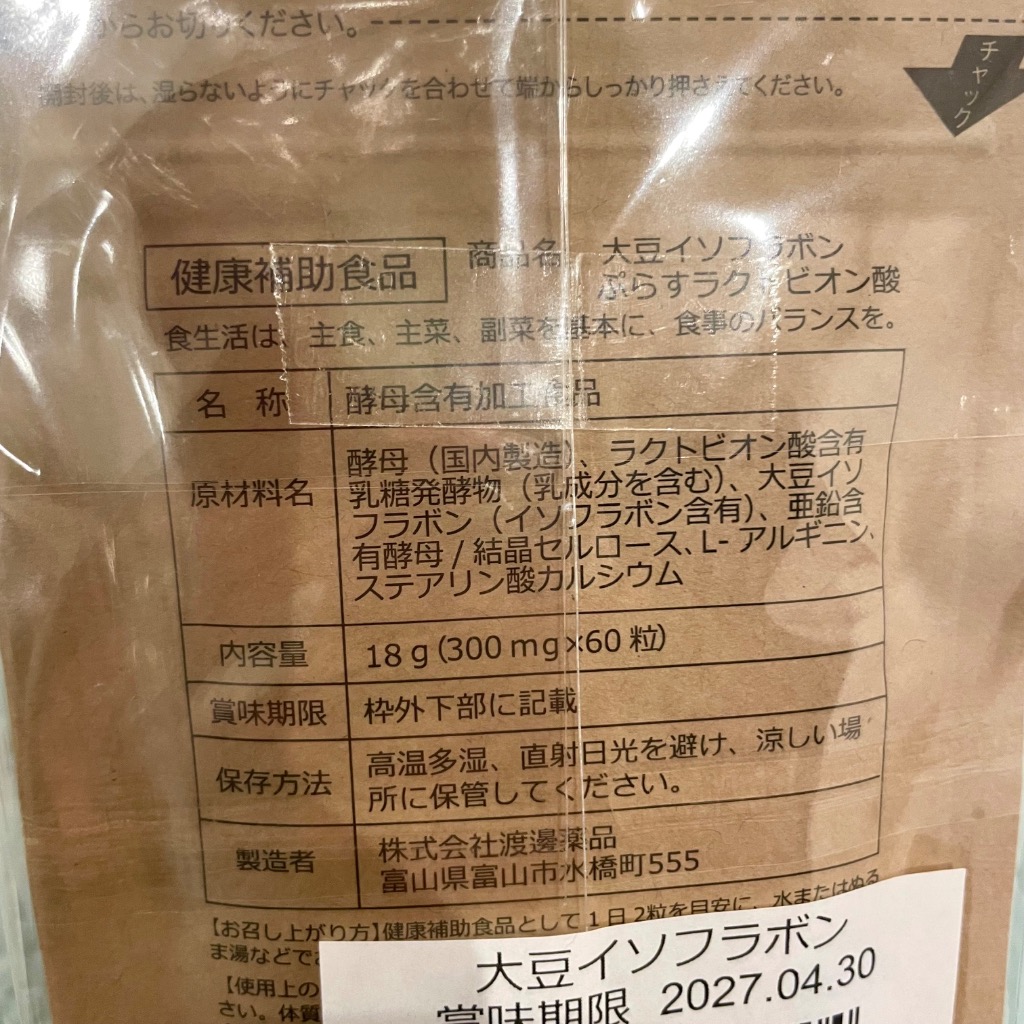 からお切りください。
開封後は、湿らないようにチャックを合わせて端からしっかり押さえてください。
チャック
健康補助食品
商品名 大豆イソフラボン
ぷらすラクトビオン酸
食生活は、主食、主菜、副菜を基本に、食事のバランスを。
名 称 酵母含有加工食品
原材料名 酵母（国内製造）、ラクトビオン酸含有
乳糖発酵物（乳成分を含む）、大豆イソ
フラボン（イソフラボン含有）、亜鉛含
有酵母 / 結晶セルロース、L- アルギニン、
ステアリン酸カルシウム
内容量 18 g (300 mg×60 粒)
賞味期限 枠外下部に記載
保存方法 高温多湿、直射日光を避け、涼しい場
所に保管してください。
製造者 株式会社渡邊薬品
富山県富山市水橋町555
【お召し上がり方】健康補助食品として1日2粒を目安に、水またはぬる
ま湯などで
【使用上の
さい。体質
大豆イソフラボン
賞味期限 2027.04.30